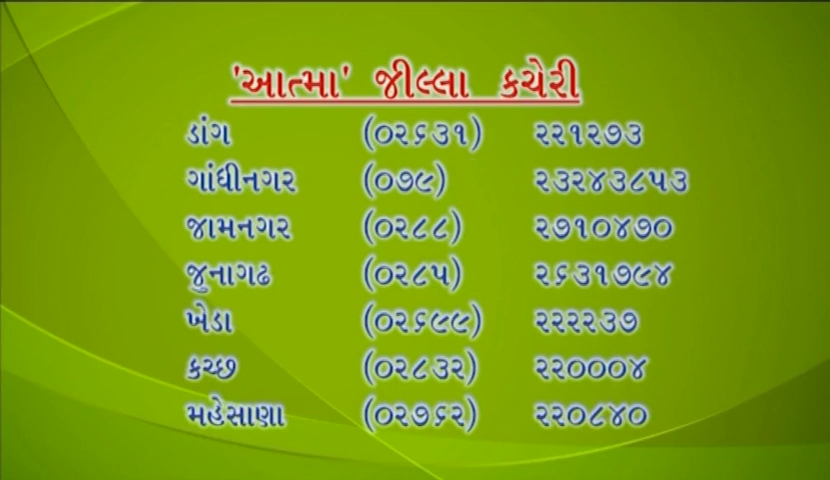 'આત્મા' જીલ્લા કચેરી
ડાંગ (૦૨૬૩૧) ૨૨૧૨૭૩
ગાંધીનગર (૦૭૯) ૨૩૨૪૩૮૫૩
જામનગર (૦૨૮૮) ૨૭૧૦૪૭૦
જુનાગઢ (૦૨૮૫) ૨૬૩૧૭૯૪
ખેડા (૦૨૬૯૯) ૨૨૨૨૩૭
કચ્છ (૦૨૮૩૨) ૨૨૦૦૦૪
મહેસાણા (૦૨૭૬૨) ૨૨૦૮૪૦